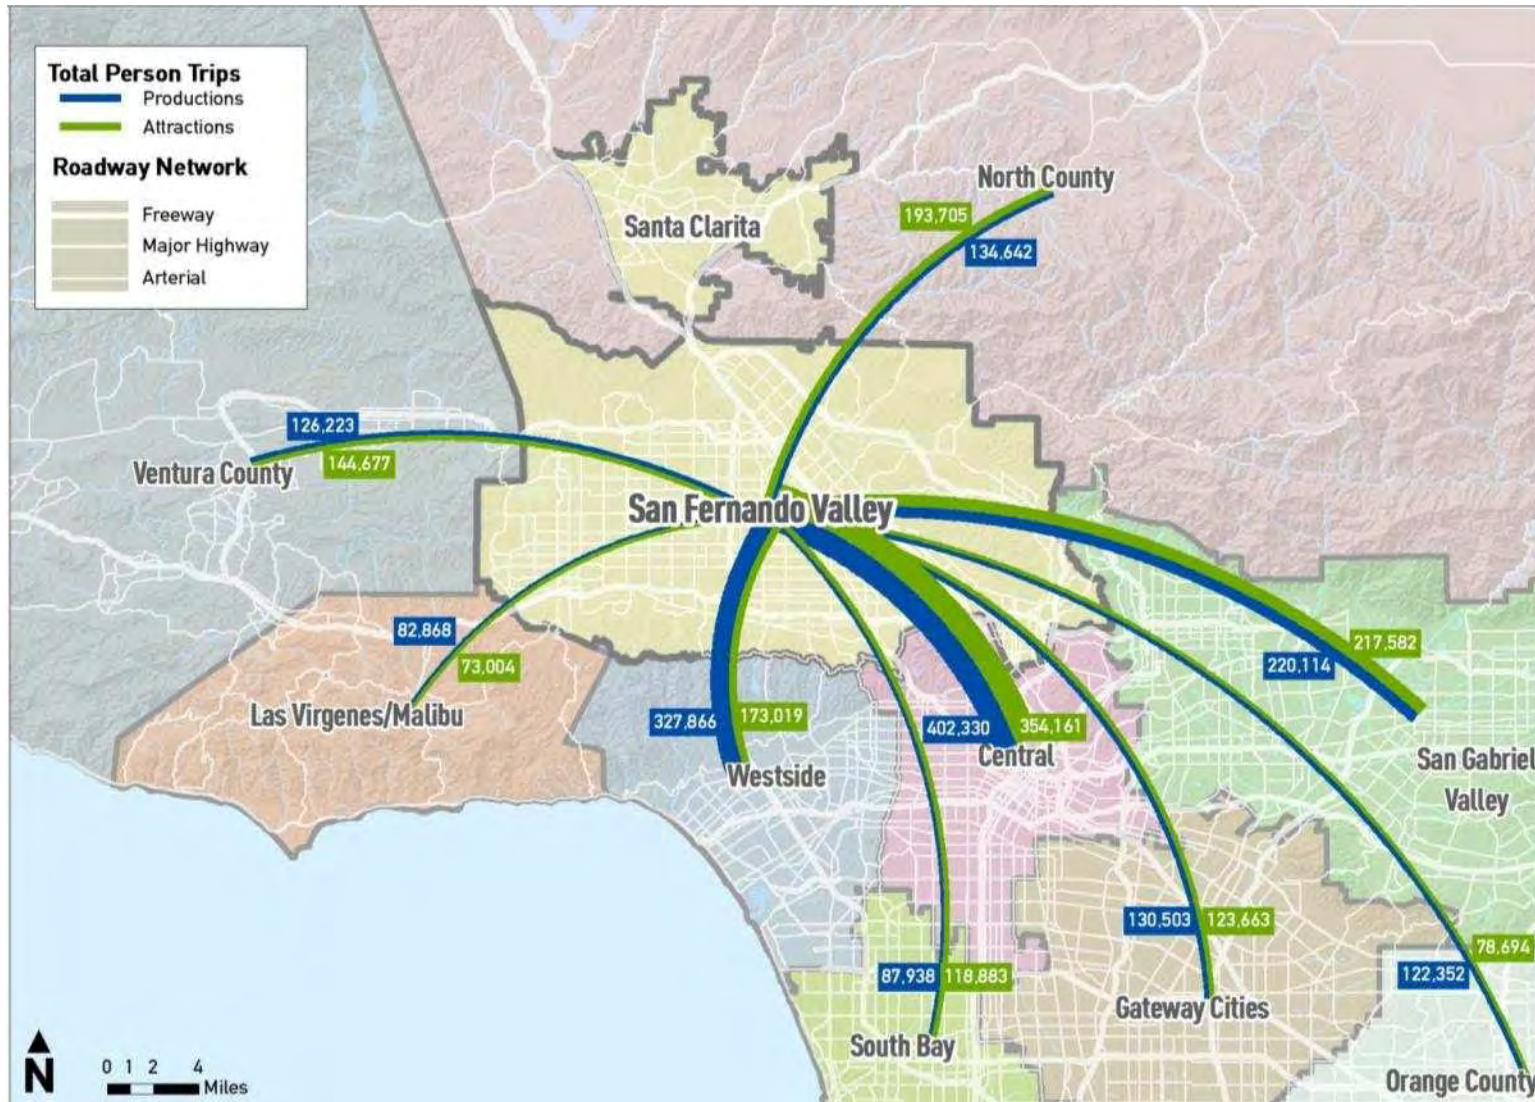 Total Person Trips
Productions
Attractions
Roadway Network
Freeway
Major Highway
Arterial
North County
193,705
134,642
Santa Clarita
126,223
144,677
Ventura County
San Fernando Valley
82,868
73,004
Las Virgenes/Malibu
217,582
220,114
327,866
173,019
Westside
402,330
354,161
Central
San Gabriel
Valley
130,503
123,663
Gateway Cities
78,694
122,352
Orange County
87,938
118,883
South Bay
N
0 1 2 4
Miles